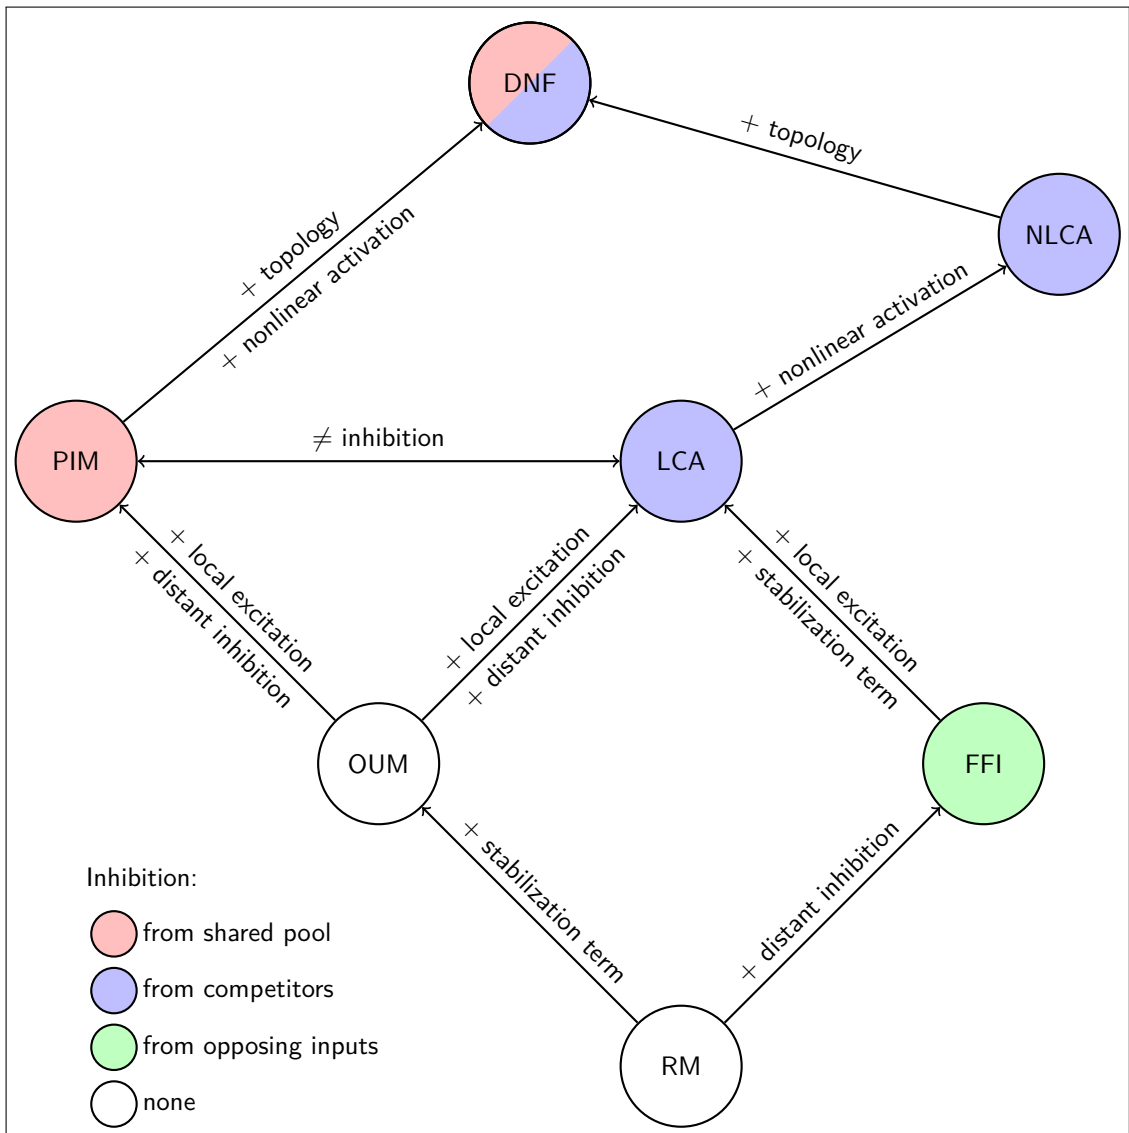 DNF
+ topology
NLCA
+ topology
+ nonlinear activation
+ nonlinear activation
PIM
≠ inhibition
LCA
+ local excitation
+ distant inhibition
+ local excitation
+ distant inhibition
+ local excitation
+ stabilization term
OUM
FFI
+ stabilization term
+ distant inhibition
Inhibition:
from shared pool
from competitors
from opposing inputs
RM
none